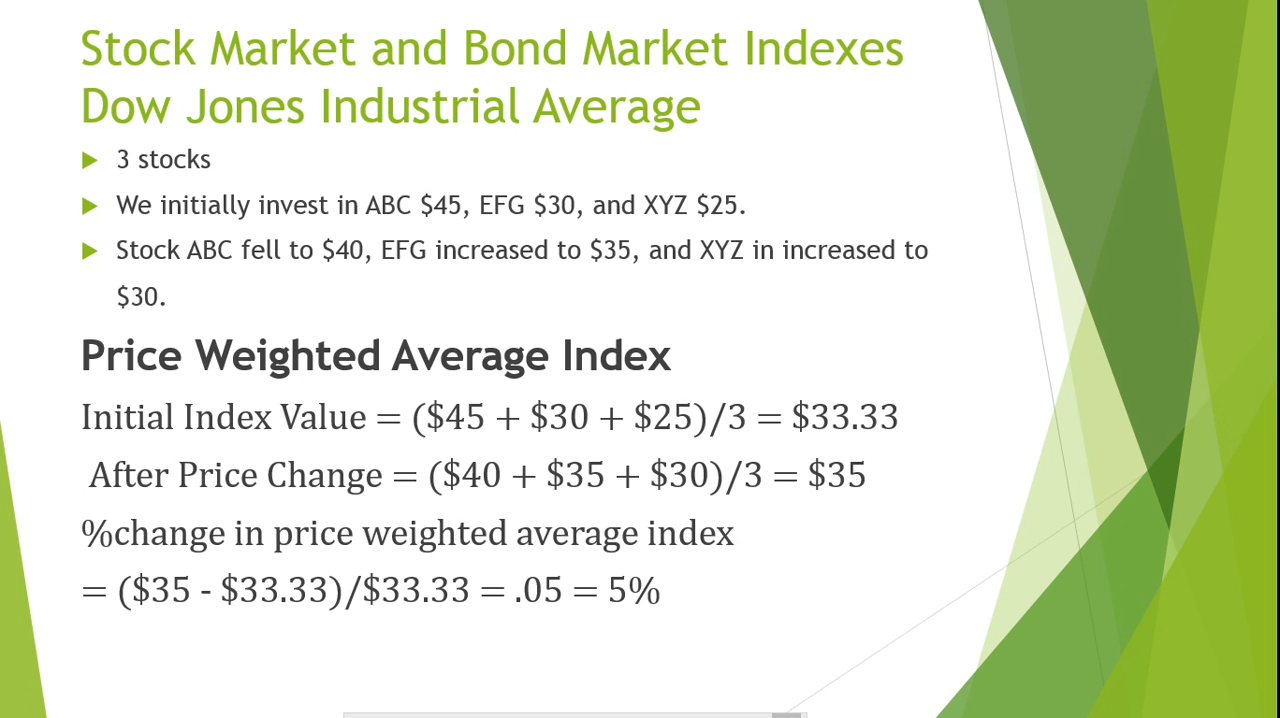 Stock Market and Bond Market Indexes
Dow Jones Industrial Average
3 stocks
We initially invest in ABC $45, EFG $30, and XYZ $25.
Stock ABC fell to $40, EFG increased to $35, and XYZ in increased to
$30.
Price Weighted Average Index
Initial Index Value = ($45 + $30 + $25)/3 = $33.33
After Price Change = ($40 + $35 + $30)/3 = $35
%change in price weighted average index
= ($35 - $33.33)/$33.33 = .05 = 5%